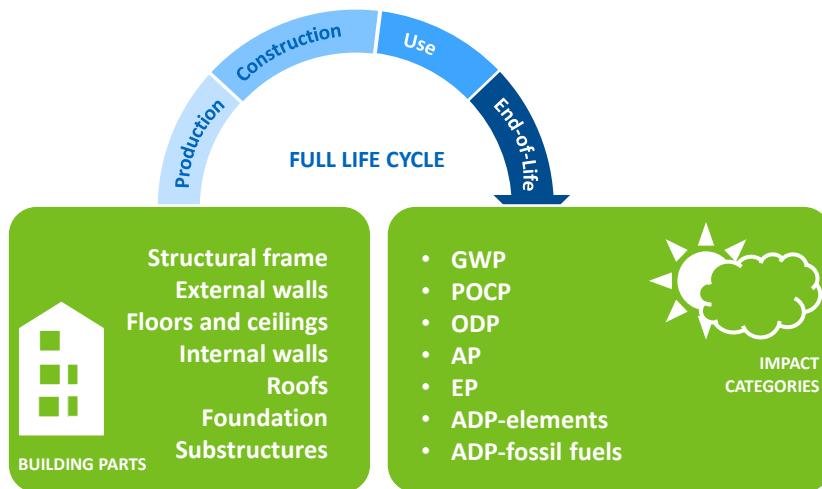 Production
Construction
Use
End-of-Life
FULL LIFE CYCLE
Structural frame
External walls
Floors and ceilings
Internal walls
Roofs
Foundation
Substructures
BUILDING PARTS
• GWP
• POCP
• ODP
• AP
• EP
• ADP-elements
• ADP-fossil fuels
IMPACT
CATEGORIES